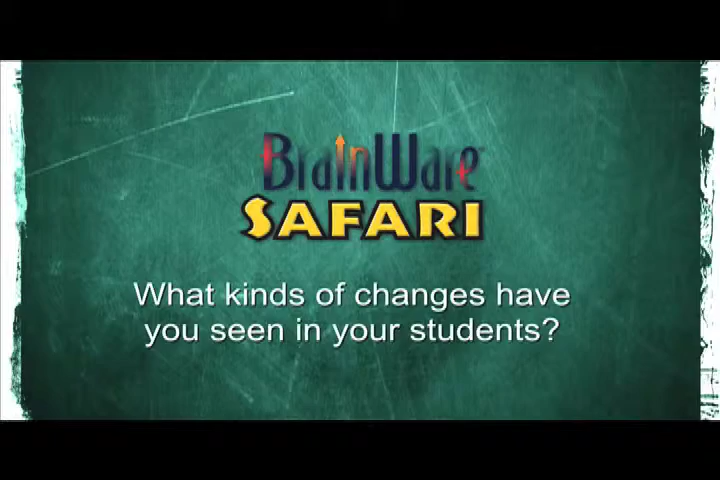 BrainWare
SAFARI
What kinds of changes have
you seen in your students?